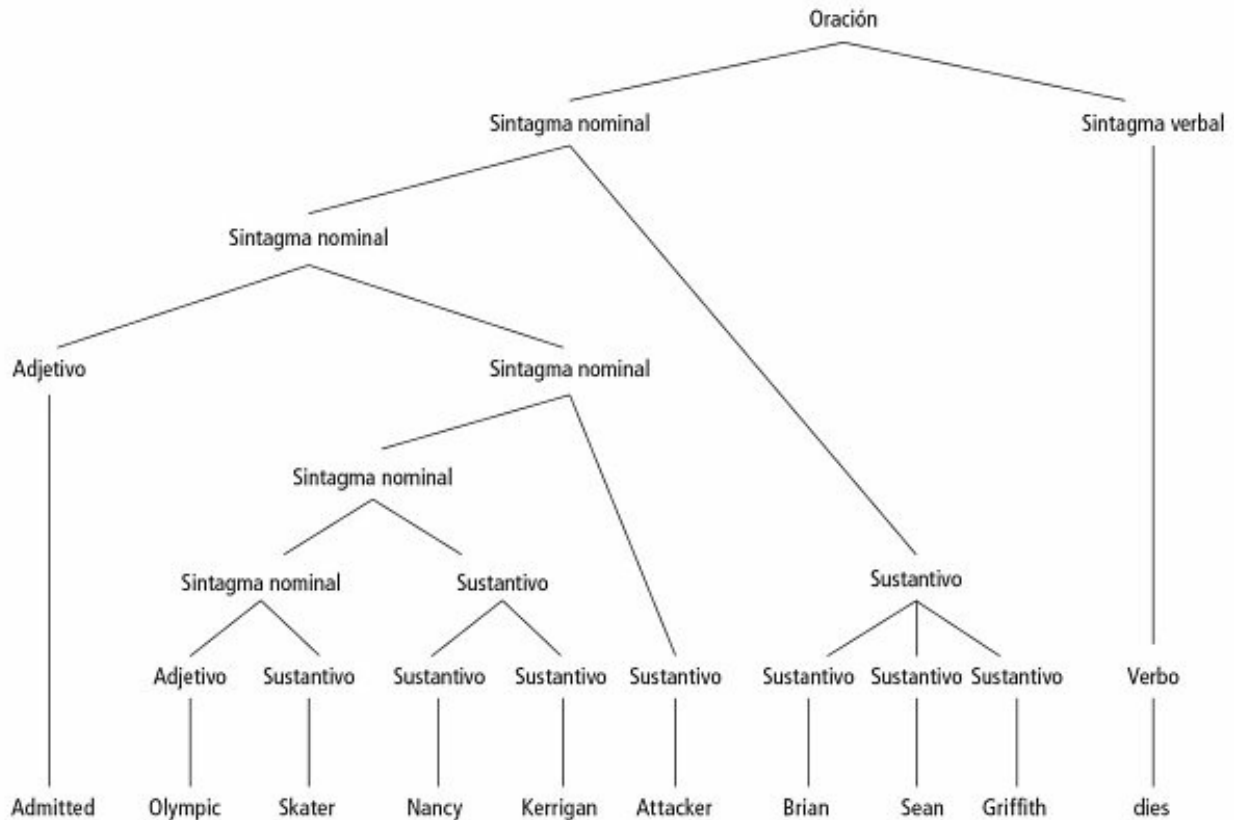 Oración
Sintagma nominal Sintagma verbal
Sintagma nominal
Adjetivo Sintagma nominal
Sintagma nominal
Sintagma nominal Sustantivo Sustantivo
Adjetivo Sustantivo Sustantivo Sustantivo Sustantivo Sustantivo Sustantivo Sustantivo Verbo
Admitted Olympic Skater Nancy Kerrigan Attacker Brian Sean Griffith dies